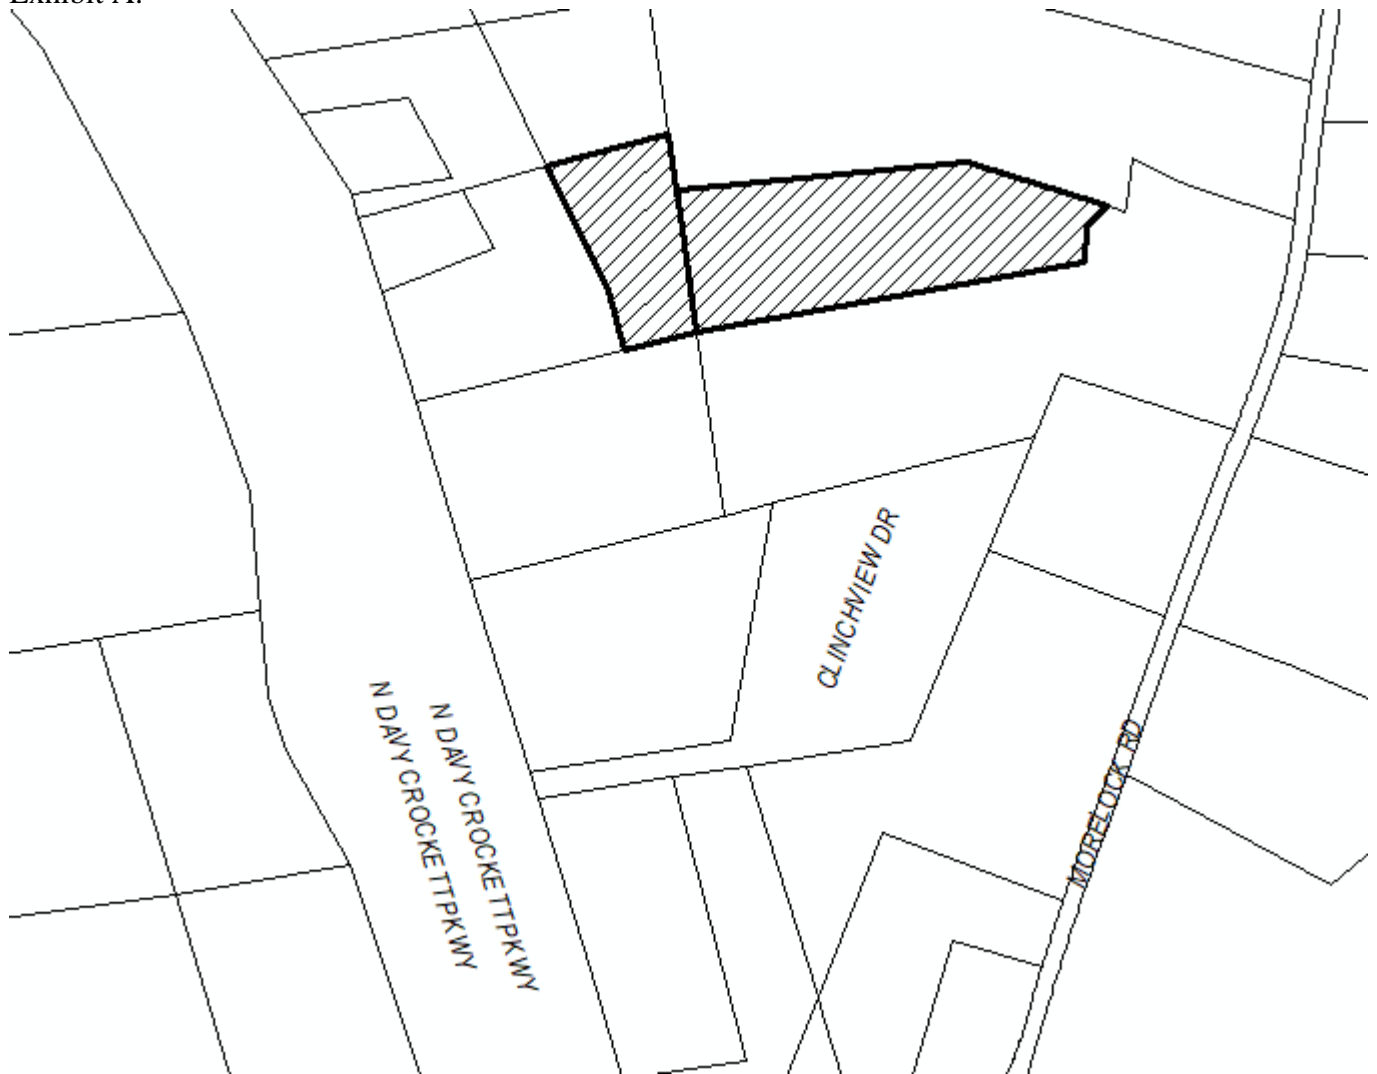 Exhibit A:
CLINCHVIEW DR
N DAVY CROCKETT PKWY
N DAVY CROCKETT PKWY
MORELOCK RD